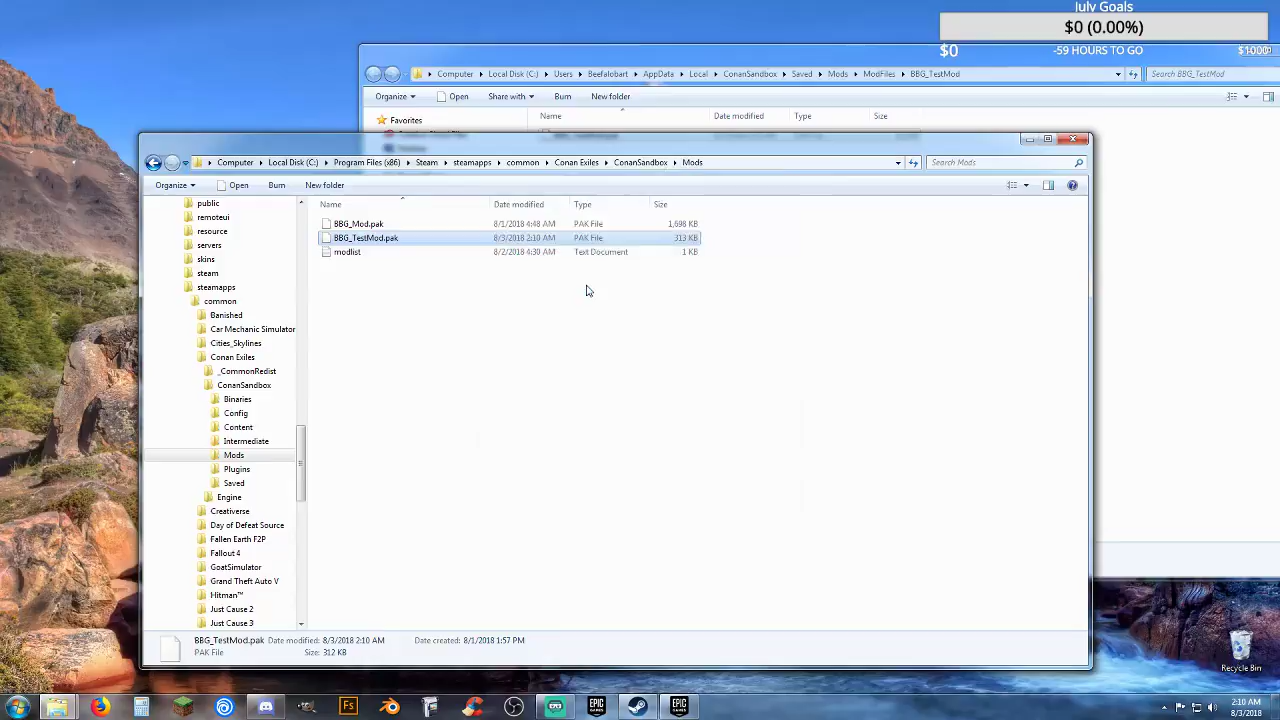 July Goals
$0 (0.00%)
$0 -59 HOURS TO GO $1000
Computer Local Disk (C:) Users Beefalobart AppData Local ConanSandbox Saved Mods ModFiles BBG_TestMod Search BBG_TestMod
Organize Open Share with Burn New folder
Favorites Name Date modified Type Size
Computer Local Disk (C:) Program Files (x86) Steam steamapps common Conan Exiles ConanSandbox Mods Search Mods
Organize Open Burn New folder
Name Date modified Type Size
public
remoteui
resource
servers
skins
steam
steamapps
common
Banished
Car Mechanic Simulator
Cities_Skylines
Conan Exiles
_CommonRedist
ConanSandbox
Binaries
Config
Content
Intermediate
Mods
Plugins
Saved
Engine
Creativerse
Day of Defeat Source
Fallen Earth F2P
Fallout 4
GoatSimulator
Grand Theft Auto V
Hitman™
Just Cause 2
Just Cause 3
BBG_Mod.pak 8/1/2018 4:48 AM PAK File 1,698 KB
BBG_TestMod.pak 8/3/2018 2:10 AM PAK File 313 KB
modlist 8/2/2018 4:30 AM Text Document 1 KB
BBG_TestMod.pak Date modified: 8/3/2018 2:10 AM Date created: 8/1/2018 1:57 PM
PAK File Size: 312 KB
Recycle Bin
Fs
EPIC GAMES
EPIC GAMES
2:10 AM
8/3/2018